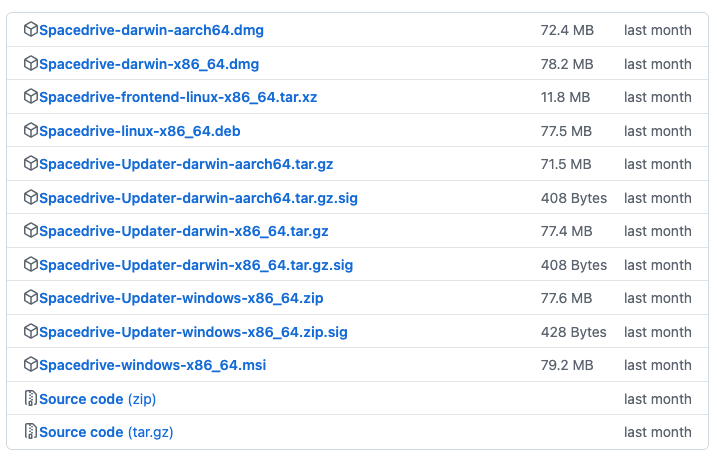 Spacedrive-darwin-aarch64.dmg 72.4 MB last month
Spacedrive-darwin-x86_64.dmg 78.2 MB last month
Spacedrive-frontend-linux-x86_64.tar.xz 11.8 MB last month
Spacedrive-linux-x86_64.deb 77.5 MB last month
Spacedrive-Updater-darwin-aarch64.tar.gz 71.5 MB last month
Spacedrive-Updater-darwin-aarch64.tar.gz.sig 408 Bytes last month
Spacedrive-Updater-darwin-x86_64.tar.gz 77.4 MB last month
Spacedrive-Updater-darwin-x86_64.tar.gz.sig 408 Bytes last month
Spacedrive-Updater-windows-x86_64.zip 77.6 MB last month
Spacedrive-Updater-windows-x86_64.zip.sig 428 Bytes last month
Spacedrive-windows-x86_64.msi 79.2 MB last month
Source code (zip) last month
Source code (tar.gz) last month